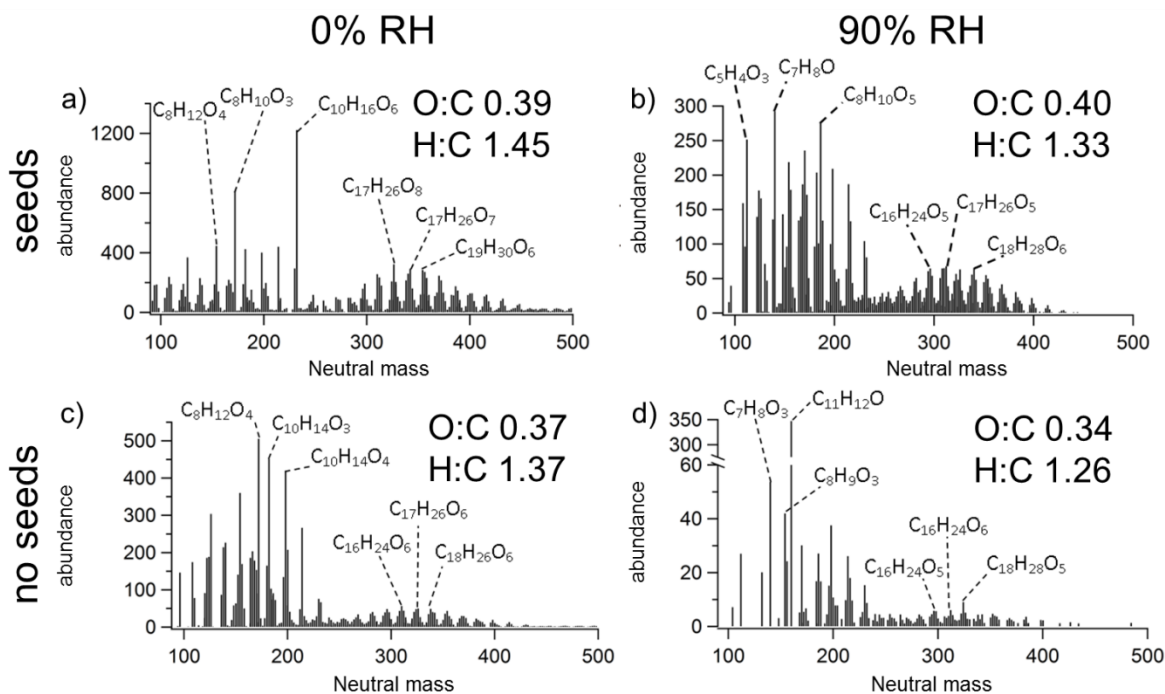 0% RH
90% RH
seeds
no seeds
a)
C₈H₁₂O₄
C₈H₁₀O₃
C₁₀H₁₆O₆
O:C 0.39
H:C 1.45
C₁₇H₂₆O₈
C₁₇H₂₆O₇
C₁₉H₃₀O₆
abundance
1200
800
400
0
100 200 300 400 500
Neutral mass
b)
C₅H₄O₃
C₇H₈O
C₈H₁₀O₅
O:C 0.40
H:C 1.33
C₁₆H₂₄O₅
C₁₇H₂₆O₅
C₁₈H₂₈O₆
abundance
300
250
200
150
100
50
0
100 200 300 400 500
Neutral mass
c)
C₈H₁₂O₄
C₁₀H₁₄O₃
C₁₀H₁₄O₄
O:C 0.37
H:C 1.37
C₁₇H₂₆O₆
C₁₆H₂₄O₆
C₁₈H₂₆O₆
abundance
500
400
300
200
100
0
100 200 300 400 500
Neutral mass
d)
C₇H₈O₃
C₁₁H₁₂O
C₈H₉O₃
O:C 0.34
H:C 1.26
C₁₆H₂₄O₆
C₁₆H₂₄O₅
C₁₈H₂₈O₅
abundance
350
300
60
40
20
0
100 200 300 400 500
Neutral mass